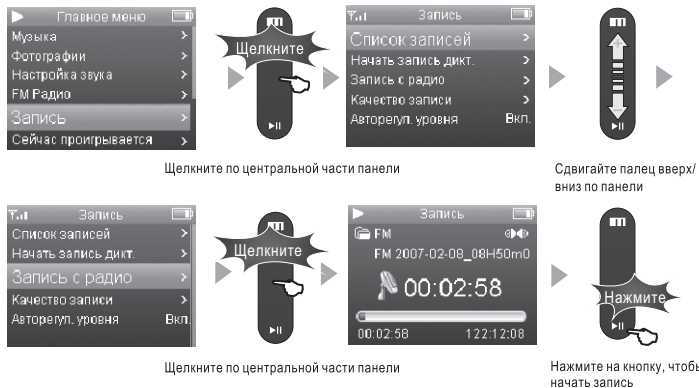 Главное меню
Музыка
Фотографии
Настройка звука
FM Радио
Запись
Сейчас проигрывается
Щелкните
Запись
Список записей
Начать запись дикт.
Запись с радио
Качество записи
Авторегул. уровня Вкл.
Щелкните по центральной части панели
Сдвигайте палец вверх/
вниз по панели
Запись
Список записей
Начать запись дикт.
Запись с радио
Качество записи
Авторегул. уровня Вкл.
Щелкните
Запись
FM
FM 2007-02-08_08H50m0
00:02:58
00:02:58 122:12:08
Нажмите
Щелкните по центральной части панели
Нажмите на кнопку, чтобы
начать запись